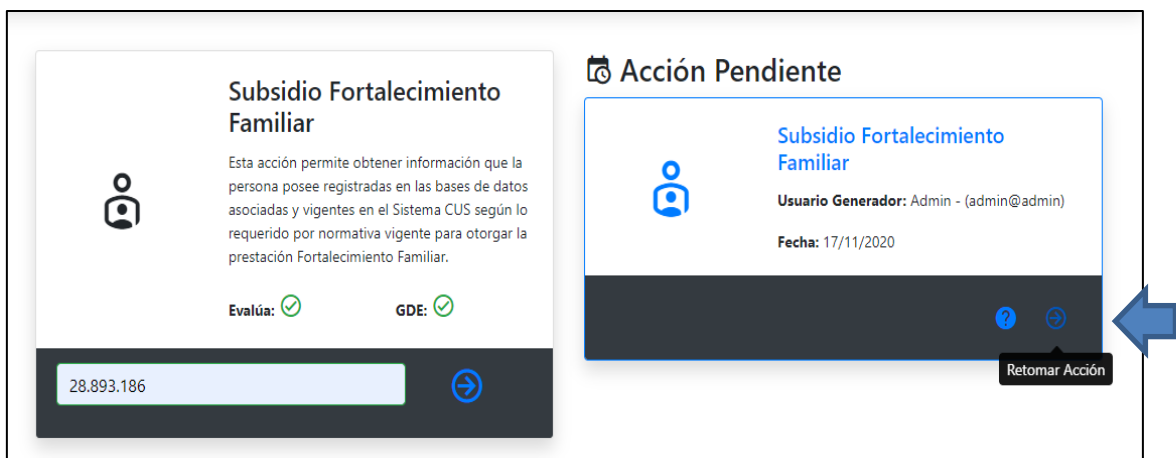 Subsidio Fortalecimiento
Familiar
Esta acción permite obtener información que la
persona posee registradas en las bases de datos
asociadas y vigentes en el Sistema CUS según lo
requerido por normativa vigente para otorgar la
prestación Fortalecimiento Familiar.
Evalúa: GDE:
28.893.186
Acción Pendiente
Subsidio Fortalecimiento
Familiar
Usuario Generador: Admin - (admin@admin)
Fecha: 17/11/2020
?
Retomar Acción